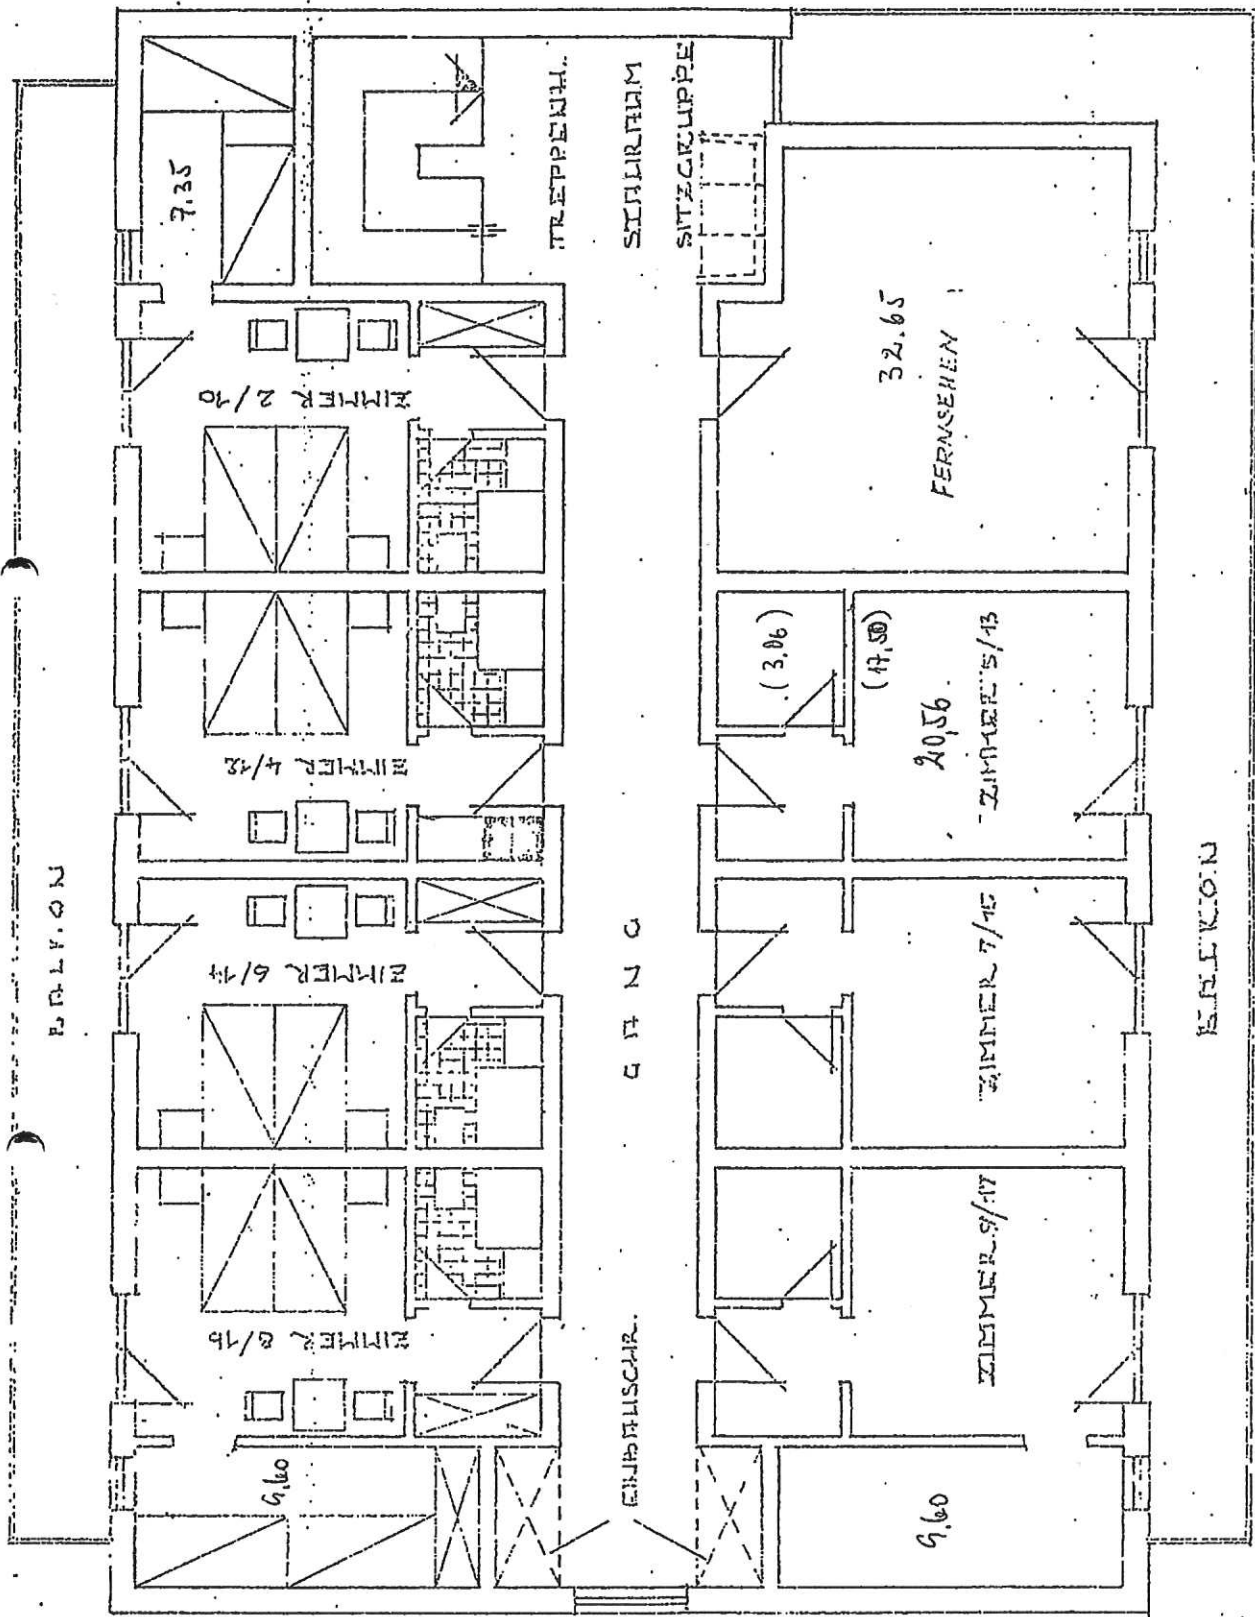 BALKON
7.35
TREPPENH.
STAURAUM
SITZGRUPPE
ZIMMER 2/10
32.65
FERNSEHEN
ZIMMER 4/12
(3,06)
(17,50)
20,56
ZIMMER 5/13
ZIMMER 6/14
GANG
ZIMMER 7/15
BALKON
ZIMMER 8/16
ZIMMER 9/17
EINBAUSCHR.
9,60
9,60